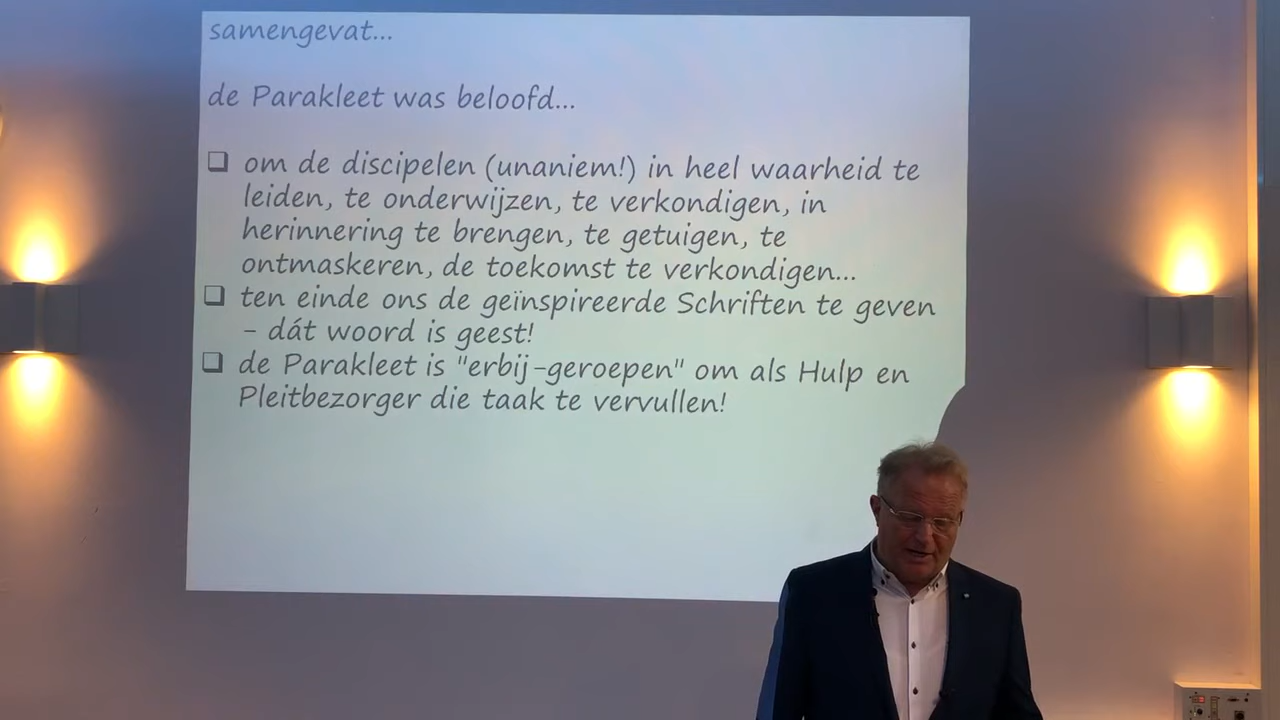 samengevat...
de Parakleet was beloofd...
❑ om de discipelen (unaniem!) in heel waarheid te
leiden, te onderwijzen, te verkondigen, in
herinnering te brengen, te getuigen, te
ontmaskeren, de toekomst te verkondigen...
❑ ten einde ons de geïnspireerde Schriften te geven
– dát woord is geest!
❑ de Parakleet is "erbij-geroepen" om als Hulp en
Pleitbezorger die taak te vervullen!